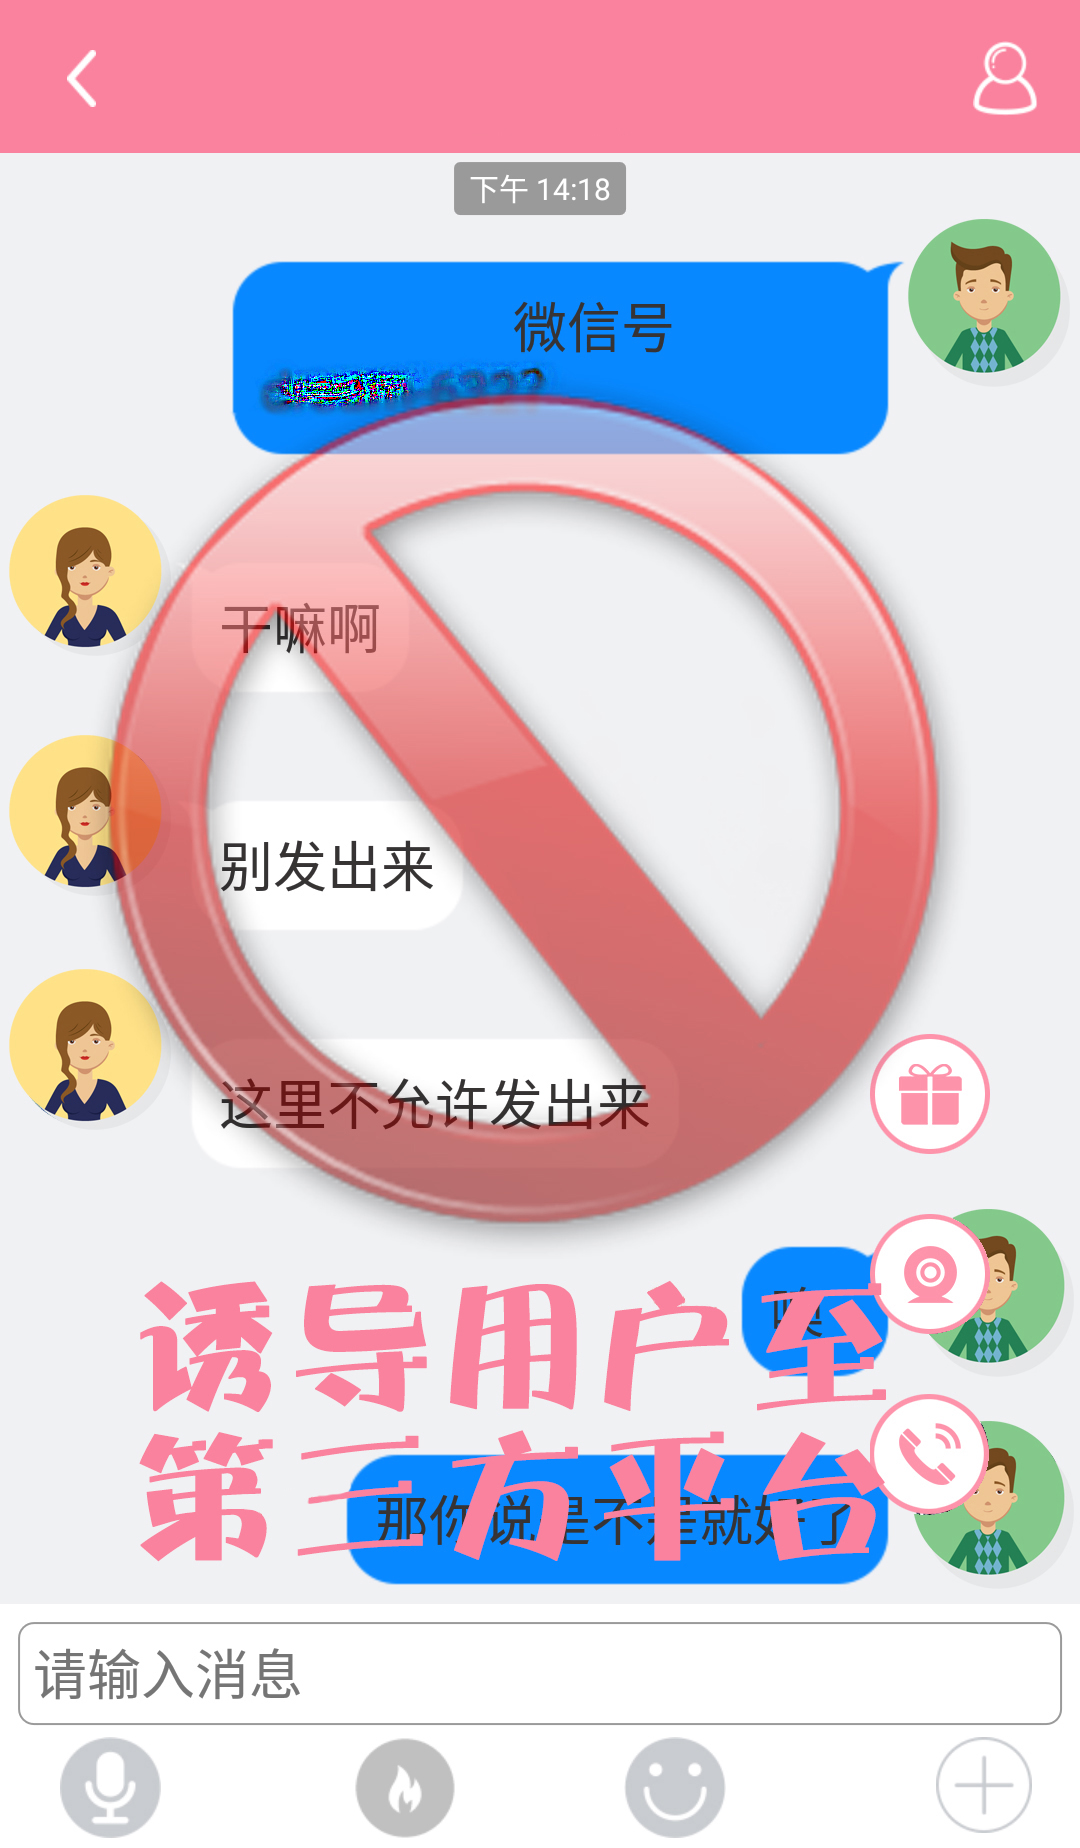 下午 14:18
微信号
干嘛啊
别发出来
这里不允许发出来
噢
诱导用户至
第三方平台
那你说是不是就好了
请输入消息